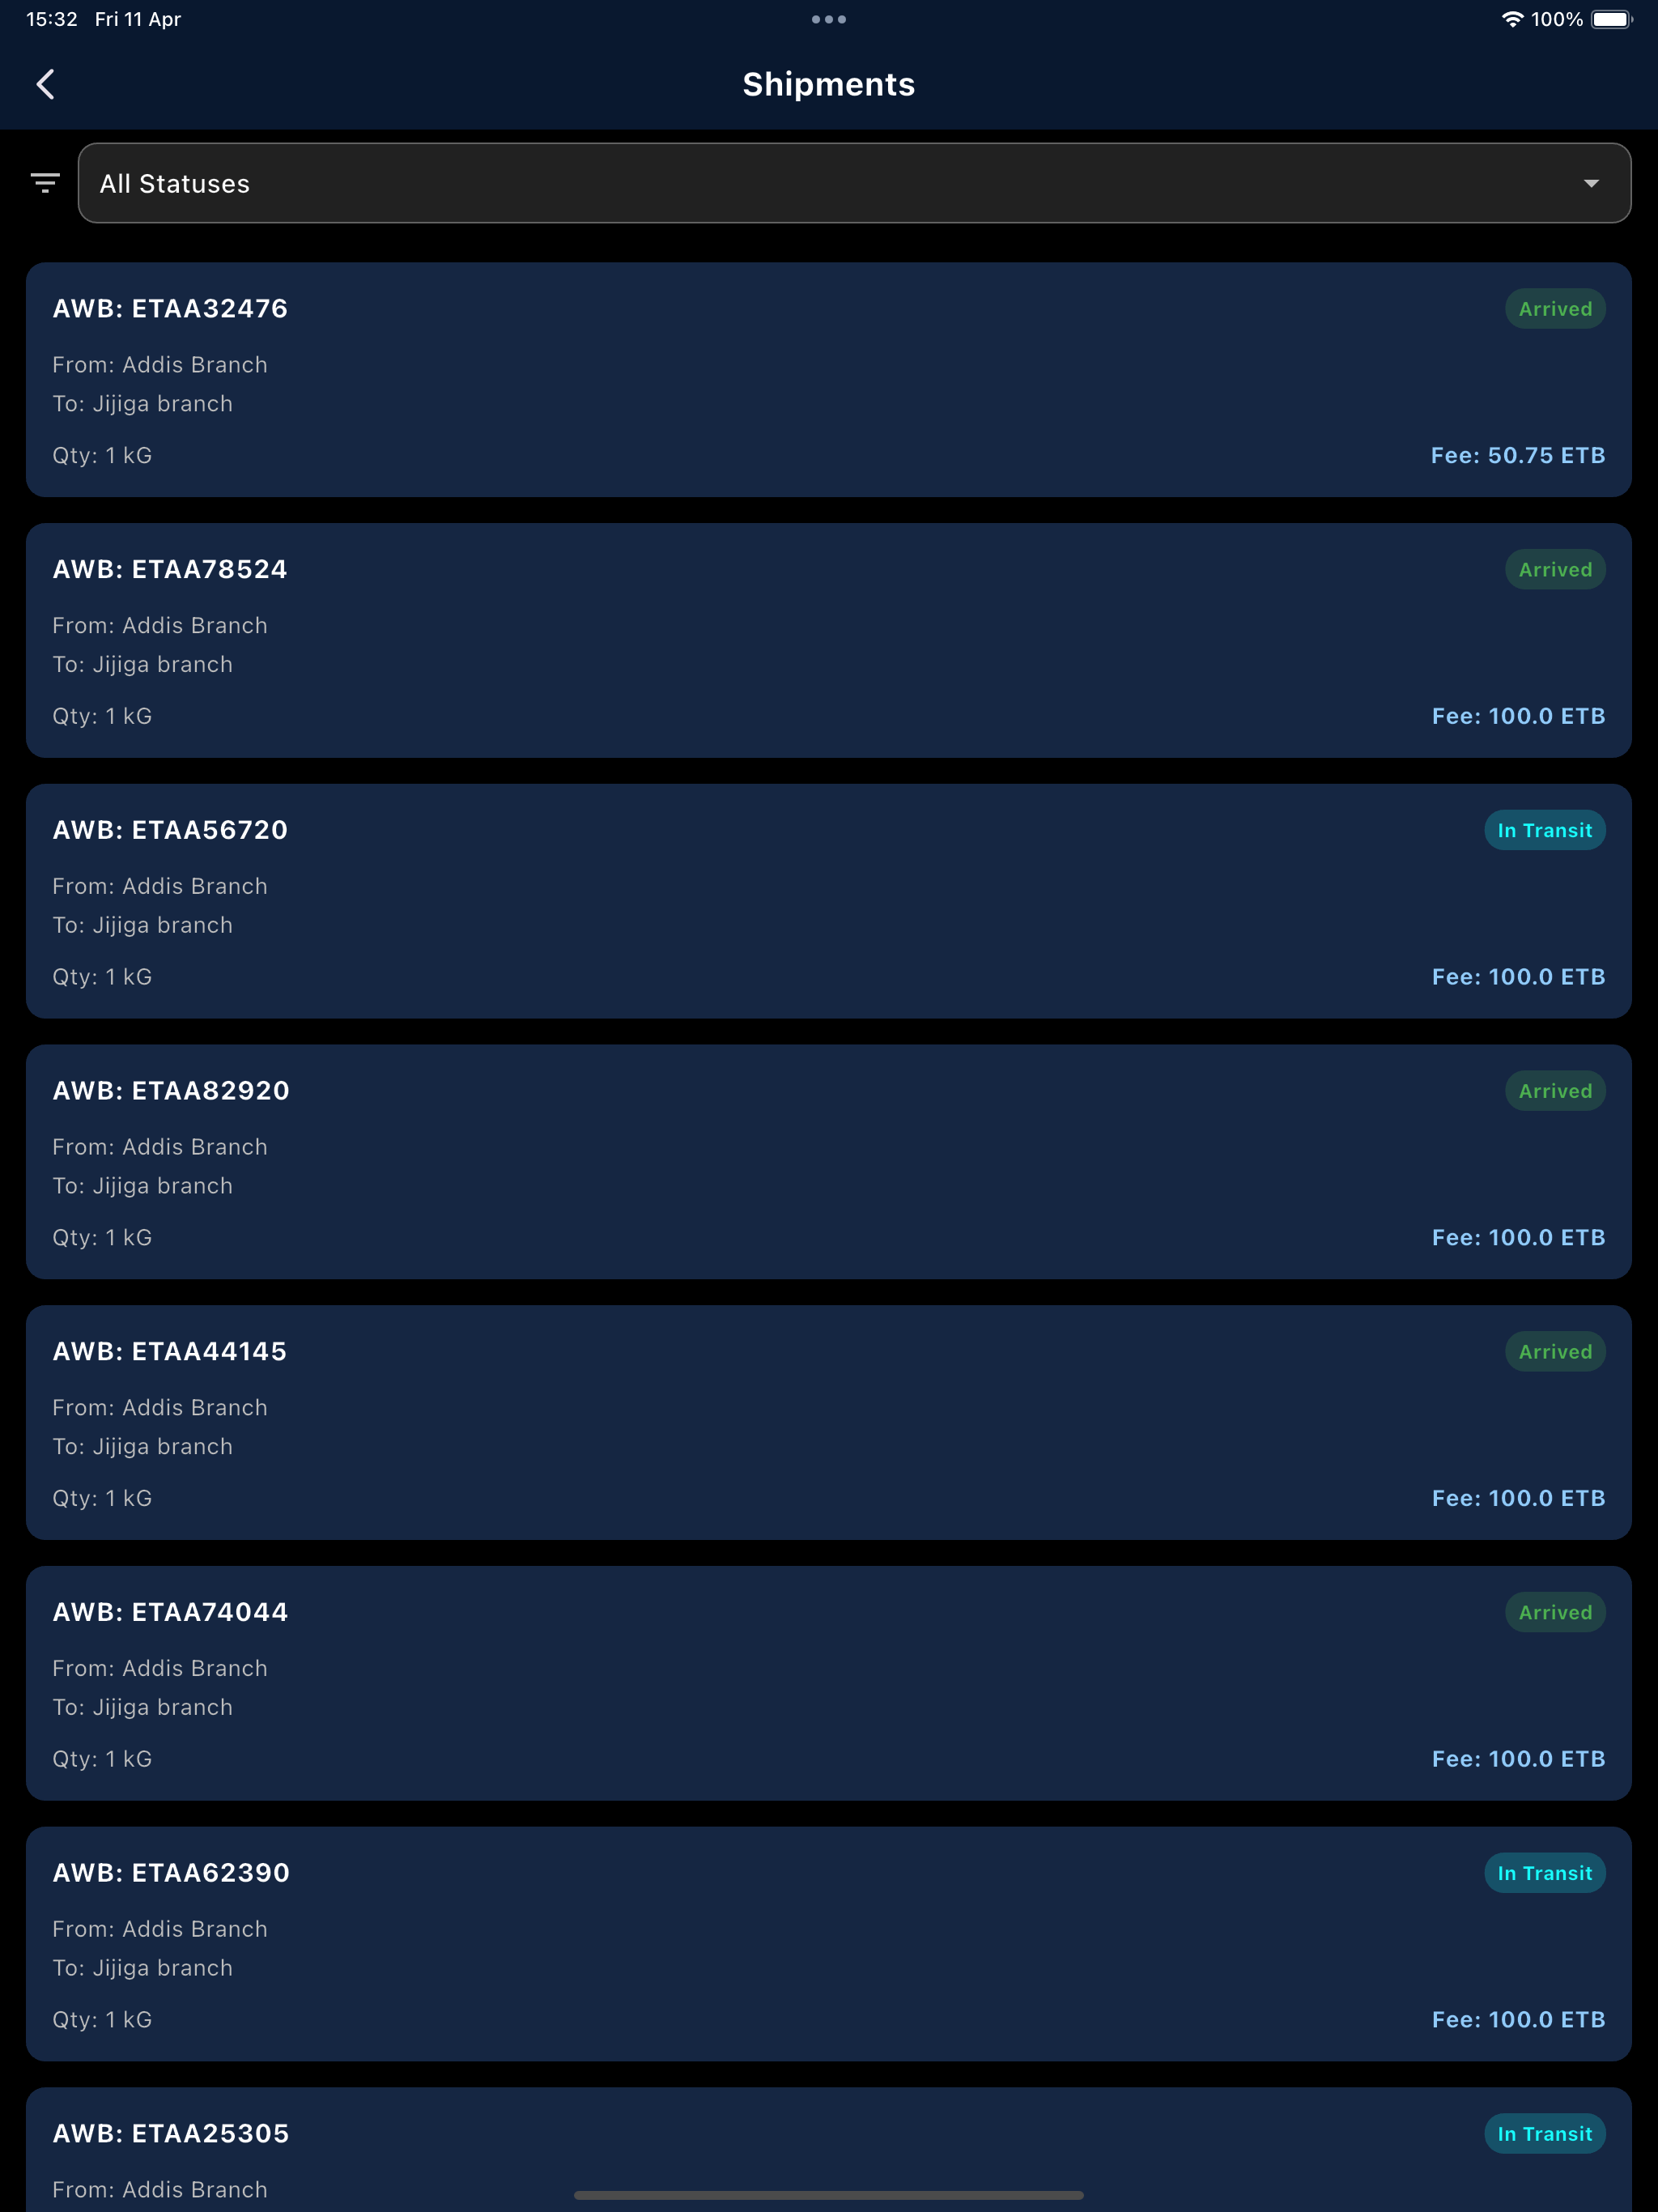 15:32 Fri 11 Apr
100%
Shipments
All Statuses
AWB: ETAA32476 Arrived
From: Addis Branch
To: Jijiga branch
Qty: 1 kG Fee: 50.75 ETB
AWB: ETAA78524 Arrived
From: Addis Branch
To: Jijiga branch
Qty: 1 kG Fee: 100.0 ETB
AWB: ETAA56720 In Transit
From: Addis Branch
To: Jijiga branch
Qty: 1 kG Fee: 100.0 ETB
AWB: ETAA82920 Arrived
From: Addis Branch
To: Jijiga branch
Qty: 1 kG Fee: 100.0 ETB
AWB: ETAA44145 Arrived
From: Addis Branch
To: Jijiga branch
Qty: 1 kG Fee: 100.0 ETB
AWB: ETAA74044 Arrived
From: Addis Branch
To: Jijiga branch
Qty: 1 kG Fee: 100.0 ETB
AWB: ETAA62390 In Transit
From: Addis Branch
To: Jijiga branch
Qty: 1 kG Fee: 100.0 ETB
AWB: ETAA25305 In Transit
From: Addis Branch